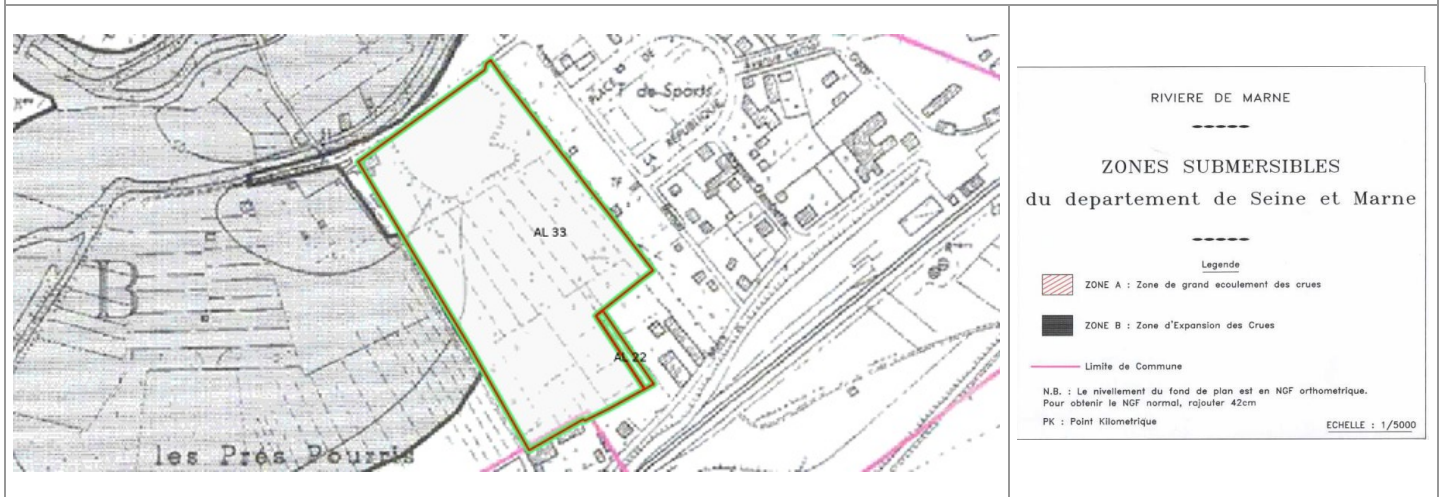 PLACE DE
T. de Sports
LA RÉPUBLIQUE
Avenue
AL 33
AL 22
B
les Prés Pourris
RIVIERE DE MARNE
ZONES SUBMERSIBLES
du departement de Seine et Marne
Legende
ZONE A : Zone de grand ecoulement des crues
ZONE B : Zone d'Expansion des Crues
Limite de Commune
N.B. : Le nivellement du fond de plan est en NGF orthometrique.
Pour obtenir le NGF normal, rajouter 42cm
PK : Point Kilometrique
ECHELLE : 1/5000